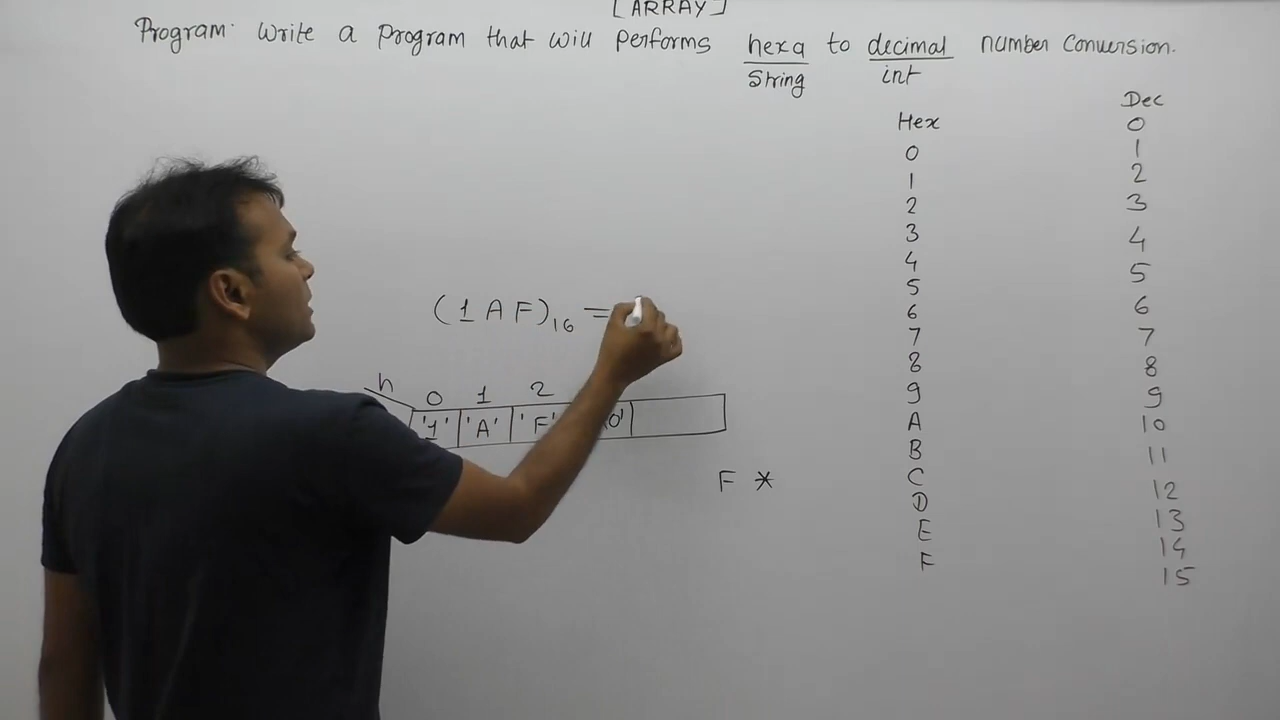 [ARRAY]
Program: Write a program that will performs hexa to decimal number conversion.
String int
Hex Dec
0 0
1 1
2 2
3 3
4 4
5 5
6 6
7 7
8 8
9 9
A 10
B 11
C 12
D 13
E 14
F 15
(1AF)16 =
h 0 1 2
'1' 'A' 'F' 0'
F *